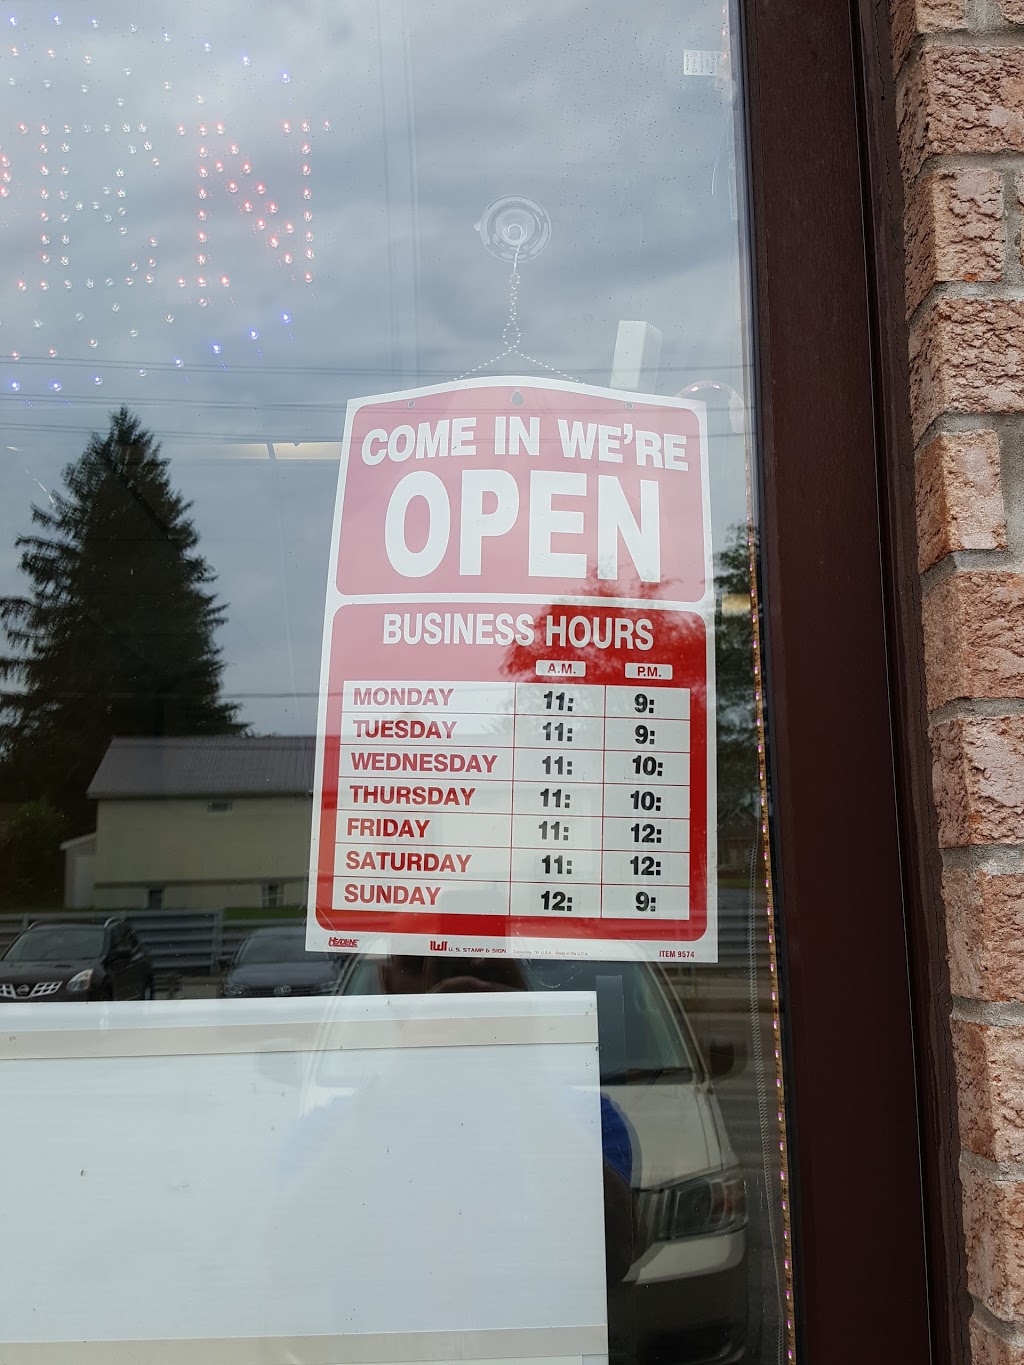 EN
COME IN WE'RE
OPEN
BUSINESS HOURS
A.M. P.M.
MONDAY 11: 9:
TUESDAY 11: 9:
WEDNESDAY 11: 10:
THURSDAY 11: 10:
FRIDAY 11: 12:
SATURDAY 11: 12:
SUNDAY 12: 9:
HEADLINE U.S. STAMP & SIGN ITEM 9574